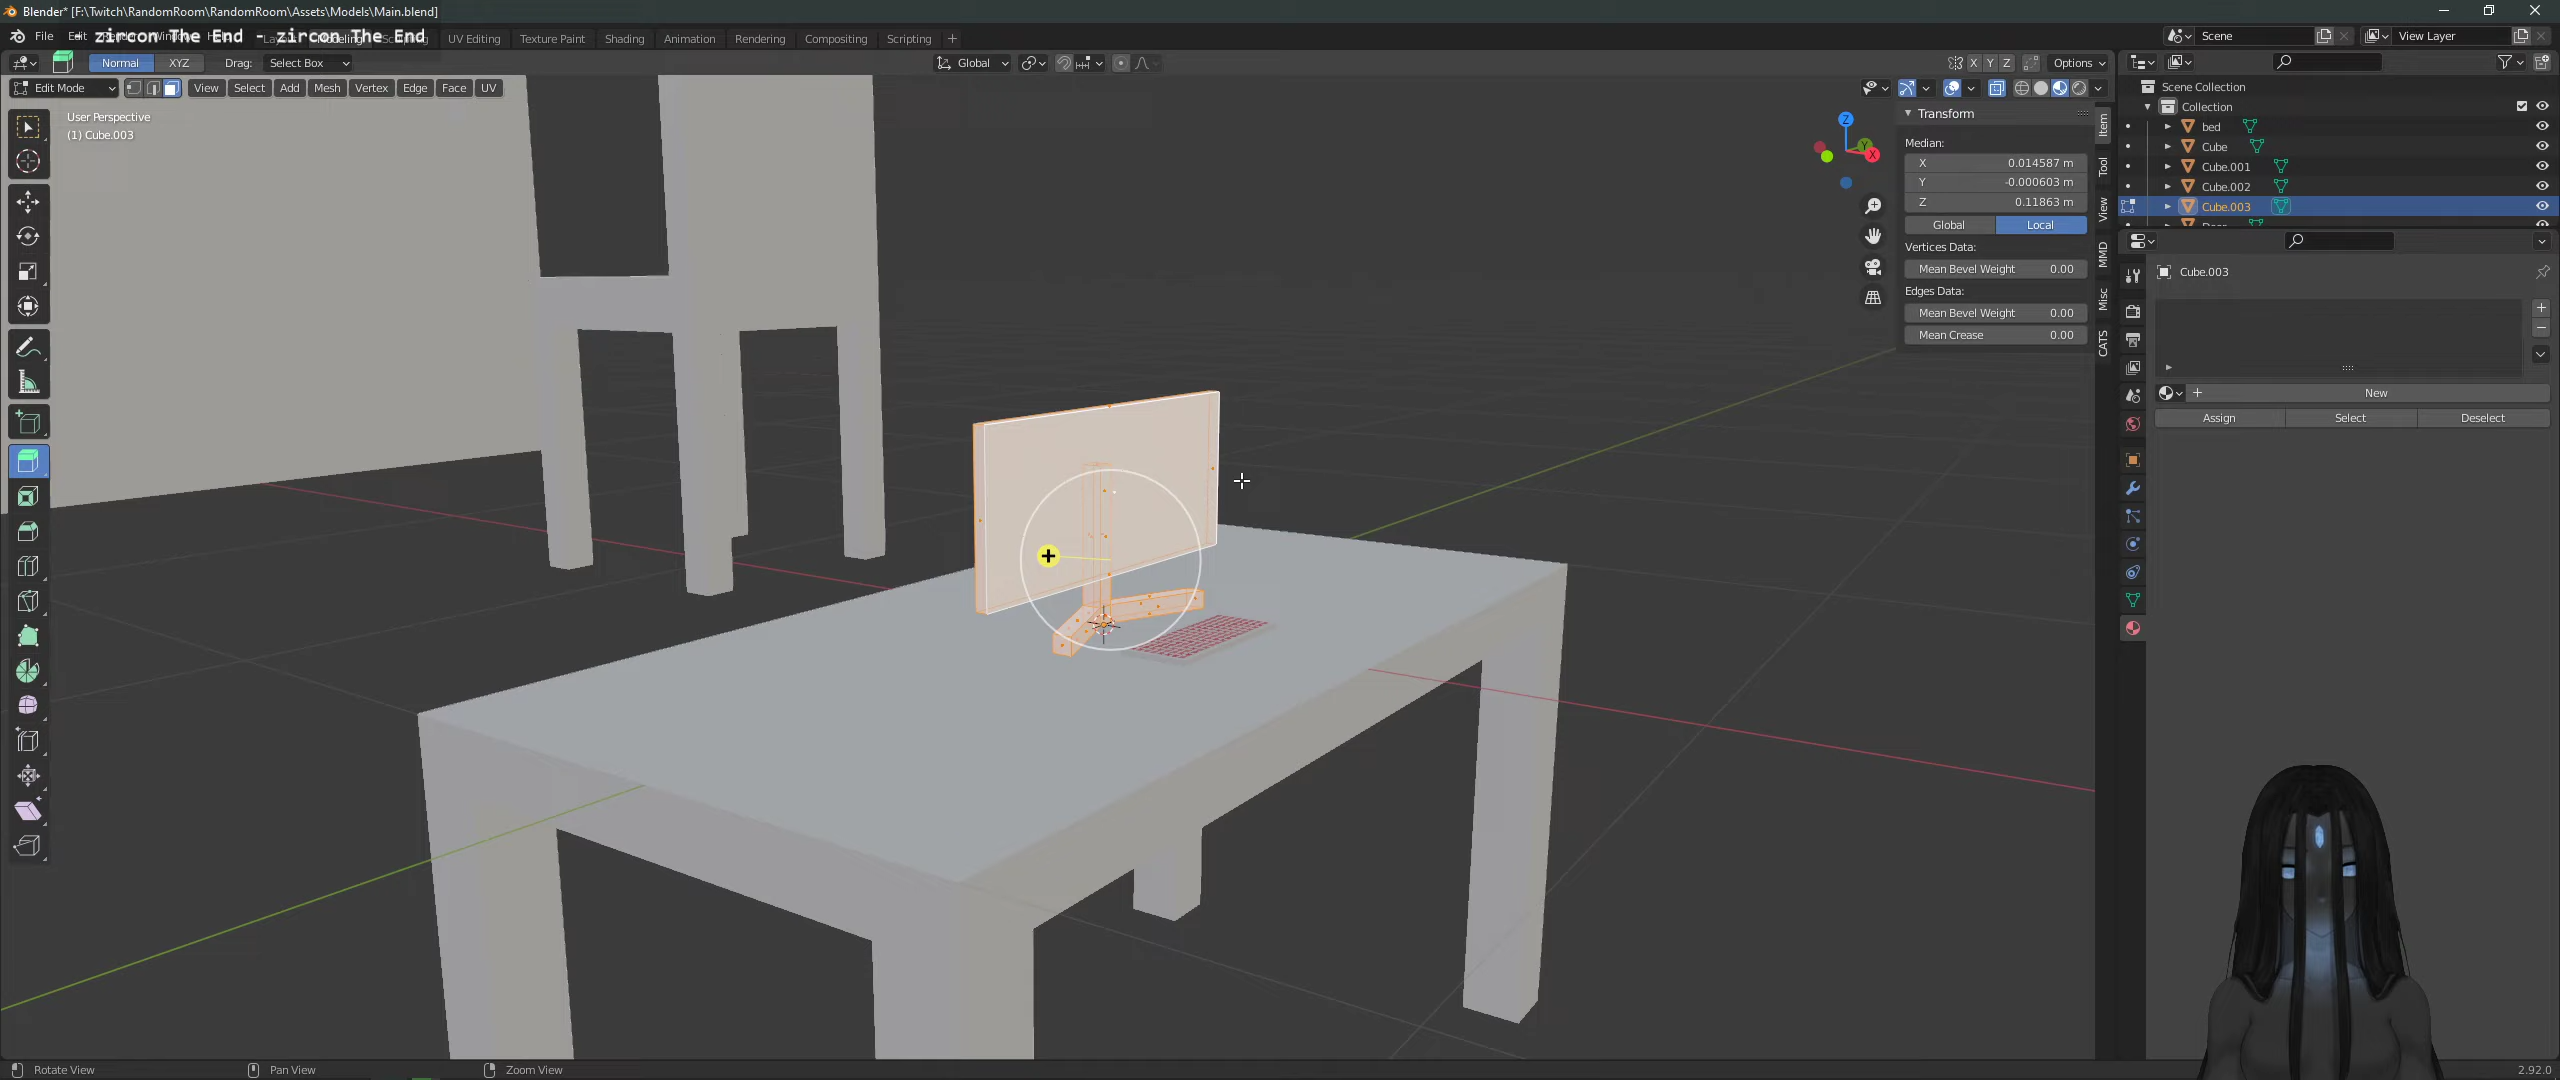 Blender* [F:\Twitch\RandomRoom\RandomRoom\Assets\Models\Main.blend]
File Edit
- zircon The End - zircon The End
Modeling
UV Editing
Texture Paint
Shading
Animation
Rendering
Compositing
Scripting
Scene
View Layer
Normal
XYZ
Drag:
Select Box
Global
X Y Z
Options
Edit Mode
View
Select
Add
Mesh
Vertex
Edge
Face
UV
User Perspective
(1) Cube.003
Z
Y
X
Transform
Median:
X 0.014587 m
Y -0.000603 m
Z 0.11863 m
Global
Local
Vertices Data:
Mean Bevel Weight 0.00
Edges Data:
Mean Bevel Weight 0.00
Mean Crease 0.00
Item
Tool
View
MMD
Misc
CATS
Scene Collection
Collection
bed
Cube
Cube.001
Cube.002
Cube.003
Cube.003
New
Assign
Select
Deselect
Rotate View
Pan View
Zoom View
2.92.0